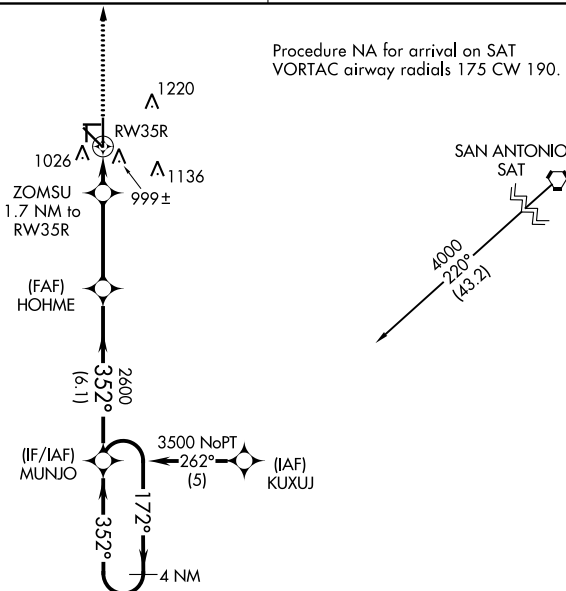 Procedure NA for arrival on SAT
VORTAC airway radials 175 CW 190.
1220
RW35R
1026
1136
999±
SAN ANTONIO
SAT
ZOMSU
1.7 NM to
RW35R
4000
220°
(43.2)
(FAF)
HOHME
2600
352°
(6.1)
(IF/IAF)
MUNJO
3500 NoPT
262°
(5)
(IAF)
KUXUJ
172°
352°
4 NM